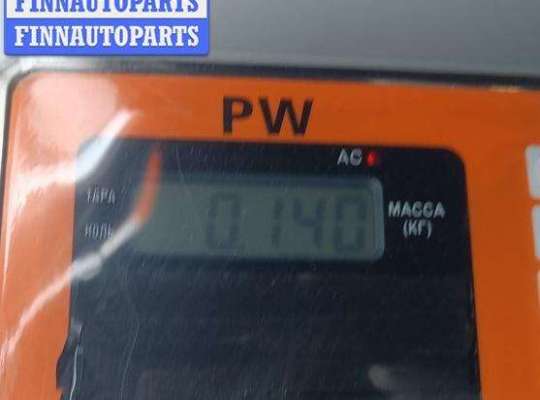 FINNAUTOPARTS
FINNAUTOPARTS
PW
AC
ТАРА
0.140
МАССА
НОЛЬ
(КГ)